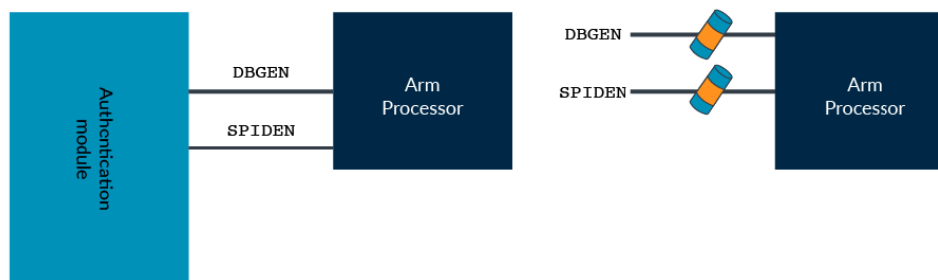 Authentication
module
DBGEN
SPIDEN
Arm
Processor
DBGEN
SPIDEN
Arm
Processor